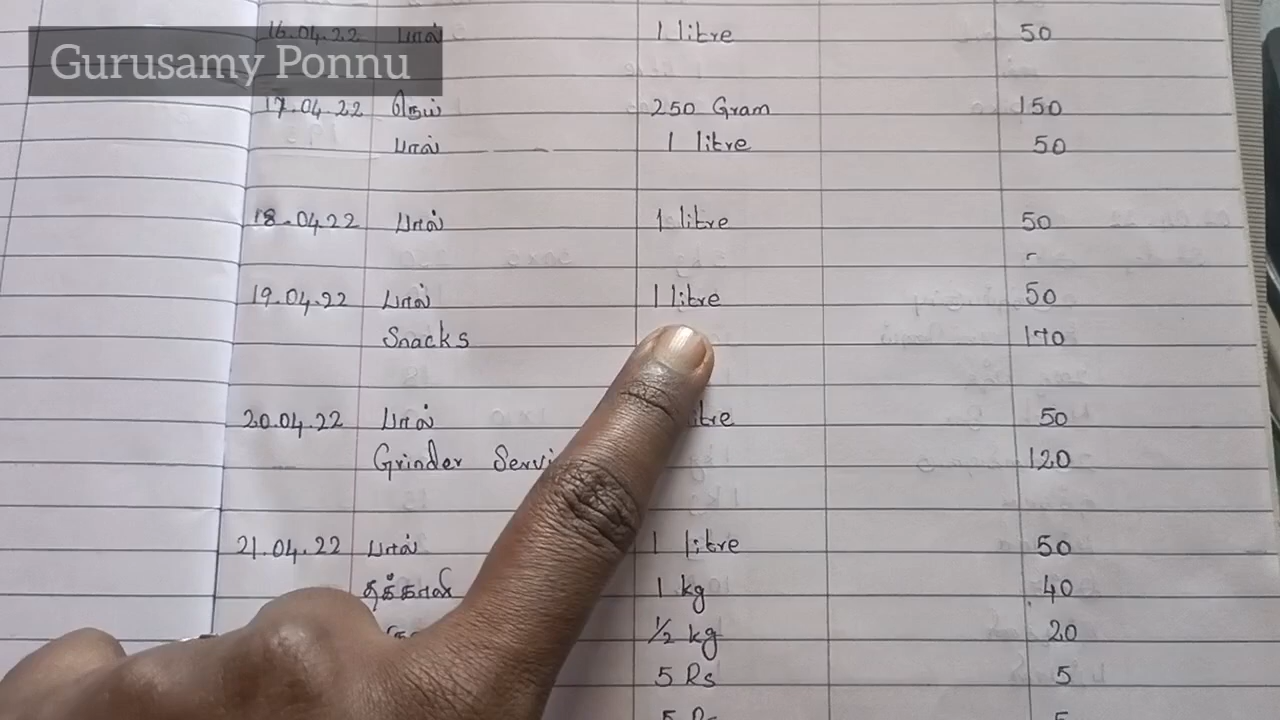 Gurusamy Ponnu
16.04.22 பால் 1 litre 50
17.04.22 நெய் 250 Gram 150
பால் 1 litre 50
18.04.22 பால் 1 litre 50
19.04.22 பால் 1 litre 50
Snacks 170
20.04.22 பால் 50
Grinder 120
21.04.22 பால் 1 litre 50
தக்காளி 1 kg 40
1/2 kg 20
5 Rs 5